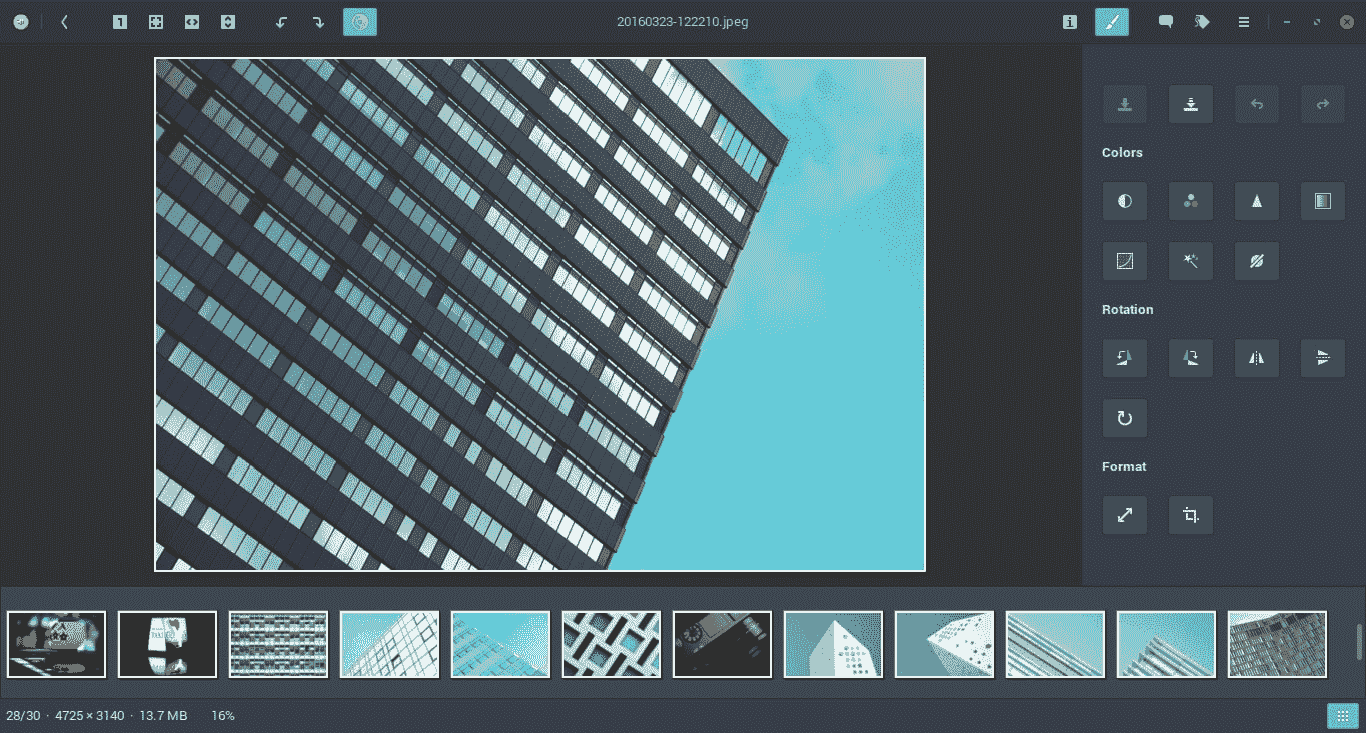 20160323-122210.jpeg
Colors
Rotation
Format
28/30 · 4725 × 3140 · 13.7 MB 16%